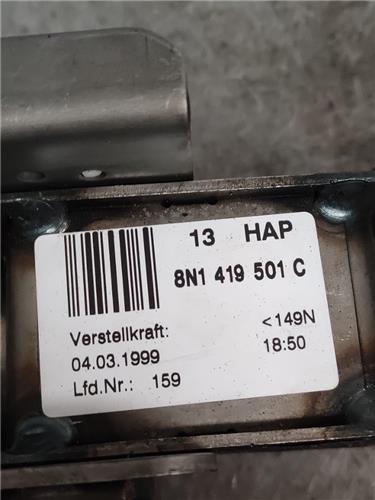 13 HAP
8N1 419 501 C
Verstellkraft: <149N
04.03.1999 18:50
Lfd.Nr.: 159